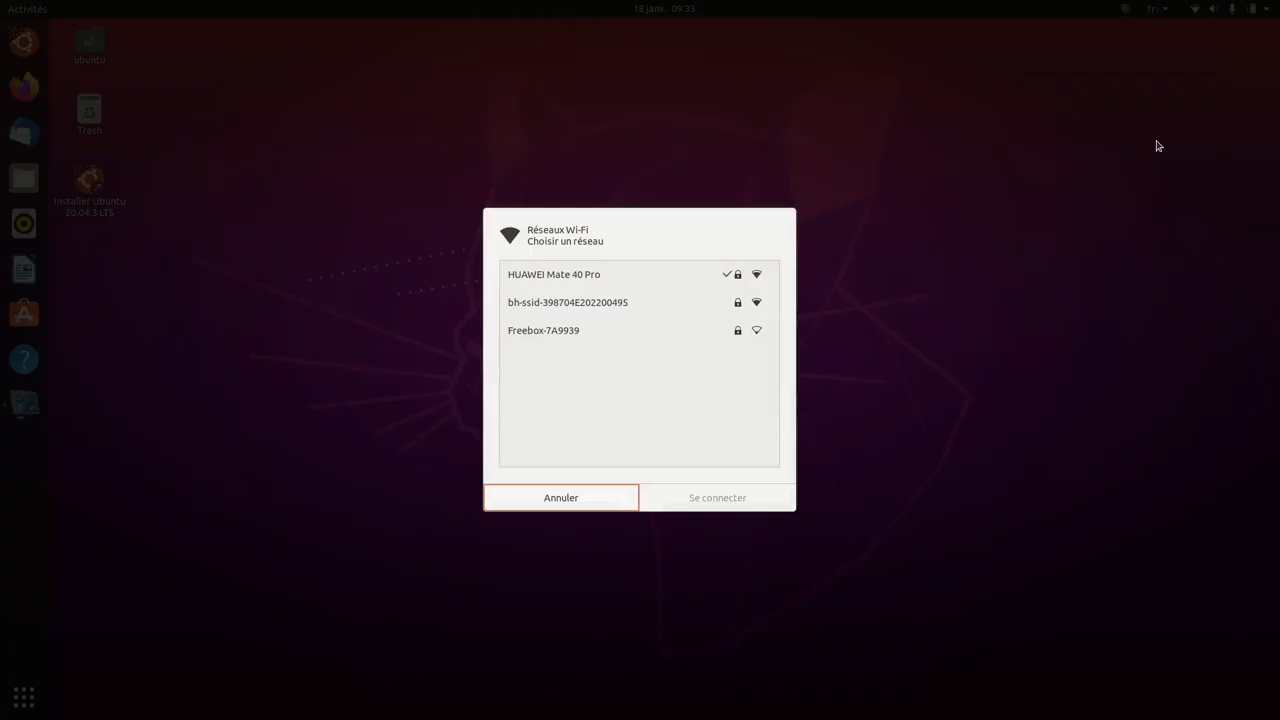 Activités
18 janv. 09:33
fr₁
ubuntu
Trash
Installer Ubuntu
20.04.3 LTS
Réseaux Wi-Fi
Choisir un réseau
HUAWEI Mate 40 Pro
bh-ssid-398704E202200495
Freebox-7A9939
Annuler
Se connecter